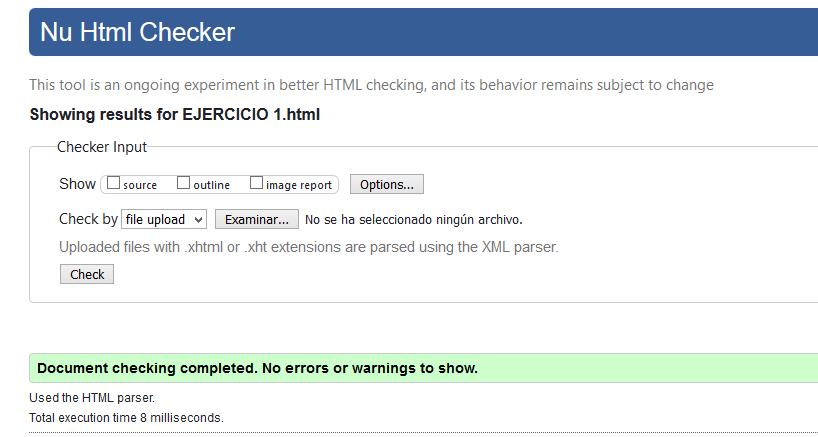 Nu Html Checker
This tool is an ongoing experiment in better HTML checking, and its behavior remains subject to change
Showing results for EJERCICIO 1.html
Checker Input
Show source outline image report Options...
Check by file upload Examinar... No se ha seleccionado ningún archivo.
Uploaded files with .xhtml or .xht extensions are parsed using the XML parser.
Check
Document checking completed. No errors or warnings to show.
Used the HTML parser.
Total execution time 8 milliseconds.